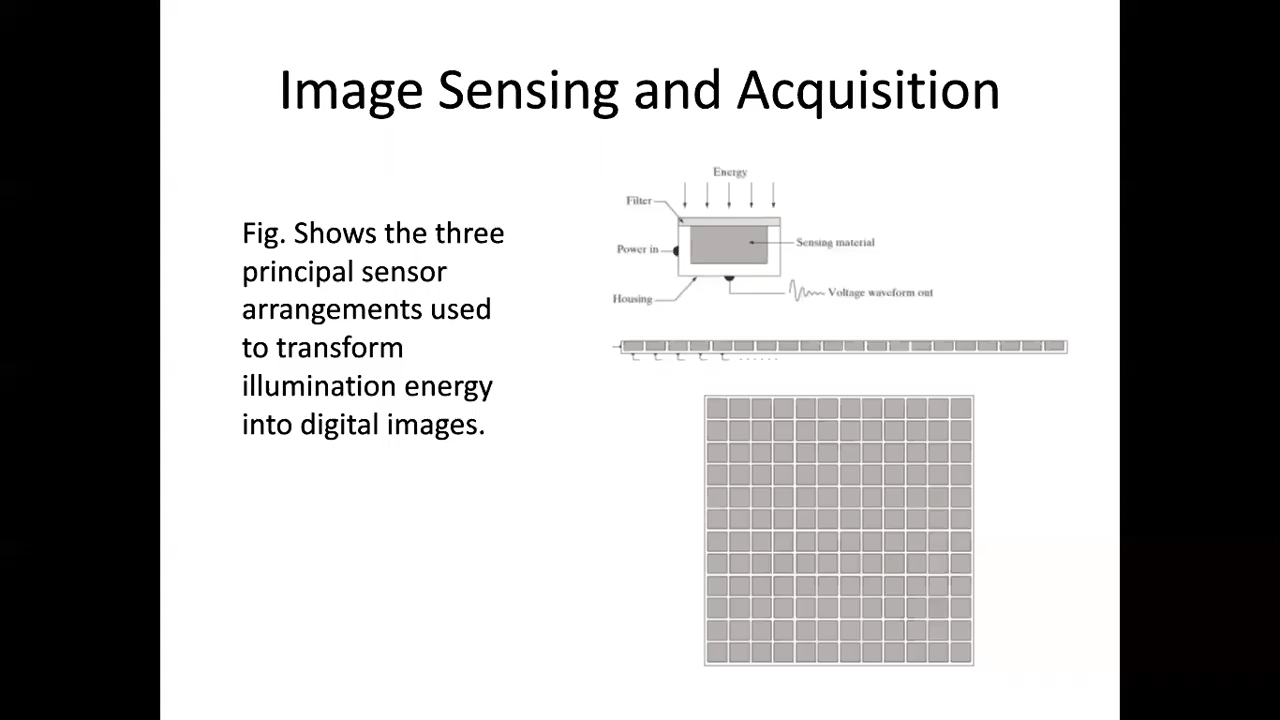 Image Sensing and Acquisition
Fig. Shows the three
principal sensor
arrangements used
to transform
illumination energy
into digital images.
Energy
Filter
Sensing material
Power in
Voltage waveform out
Housing